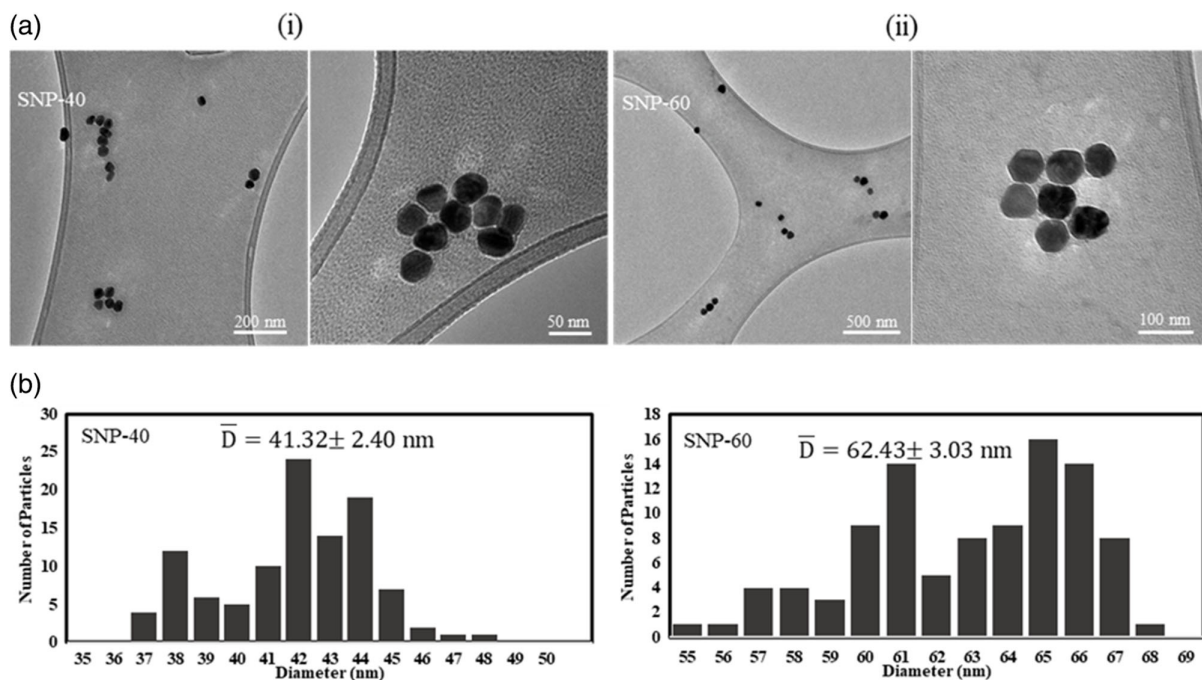 (a)
(i)
(ii)
SNP-40
200 nm
50 nm
SNP-60
500 nm
100 nm
(b)
SNP-40
D̅ = 41.32± 2.40 nm
Number of Particles
30
25
20
15
10
5
0
35 36 37 38 39 40 41 42 43 44 45 46 47 48 49 50
Diameter (nm)
SNP-60
D̅ = 62.43± 3.03 nm
Number of Particles
18
16
14
12
10
8
6
4
2
0
55 56 57 58 59 60 61 62 63 64 65 66 67 68 69
Diameter (nm)